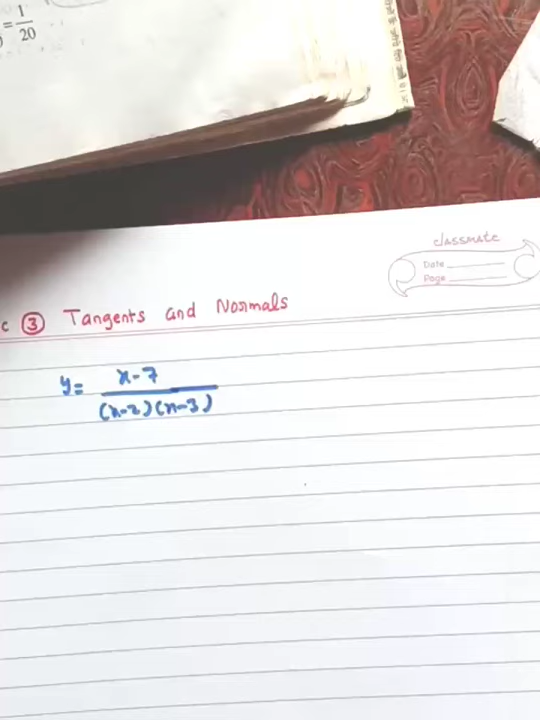 = 1/20
classmate
Date
Page
c ③ Tangents and Normals
y = x-7
(x-2)(x-3)